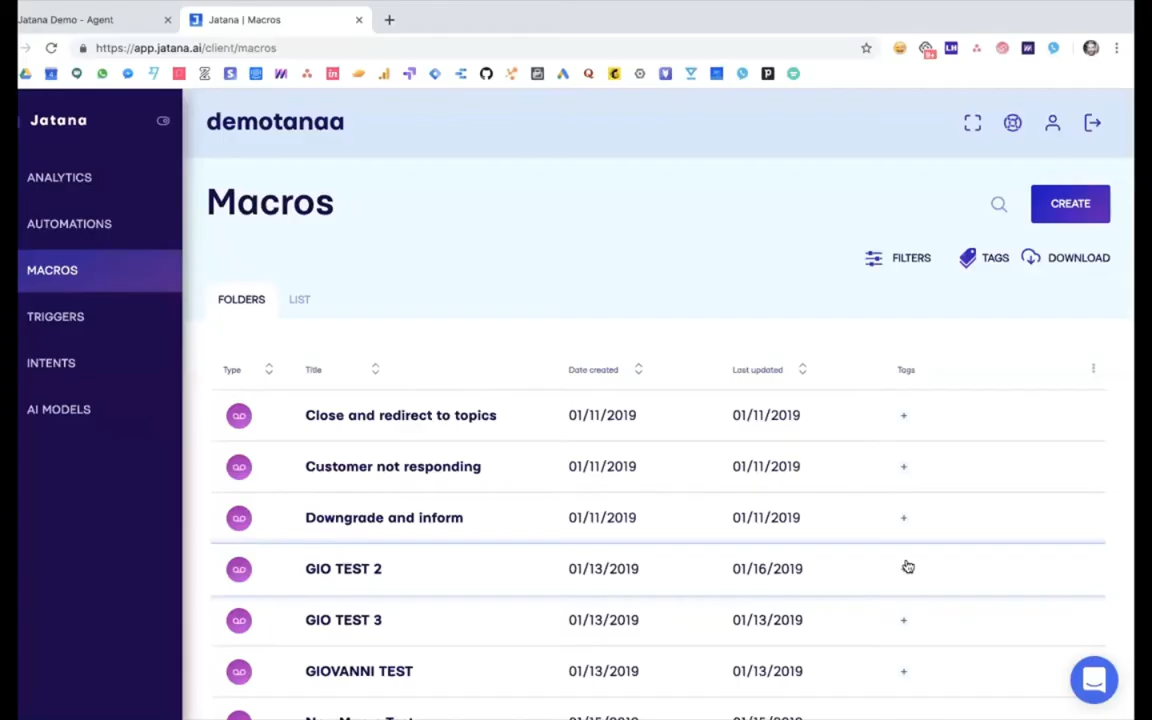 Jatana Demo - Agent
Jatana | Macros
https://app.jatana.ai/client/macros
Jatana
demotanaa
ANALYTICS
AUTOMATIONS
MACROS
TRIGGERS
INTENTS
AI MODELS
Macros
CREATE
FILTERS
TAGS
DOWNLOAD
FOLDERS LIST
Type Title Date created Last updated Tags
Close and redirect to topics 01/11/2019 01/11/2019 +
Customer not responding 01/11/2019 01/11/2019 +
Downgrade and inform 01/11/2019 01/11/2019 +
GIO TEST 2 01/13/2019 01/16/2019
GIO TEST 3 01/13/2019 01/13/2019 +
GIOVANNI TEST 01/13/2019 01/13/2019 +